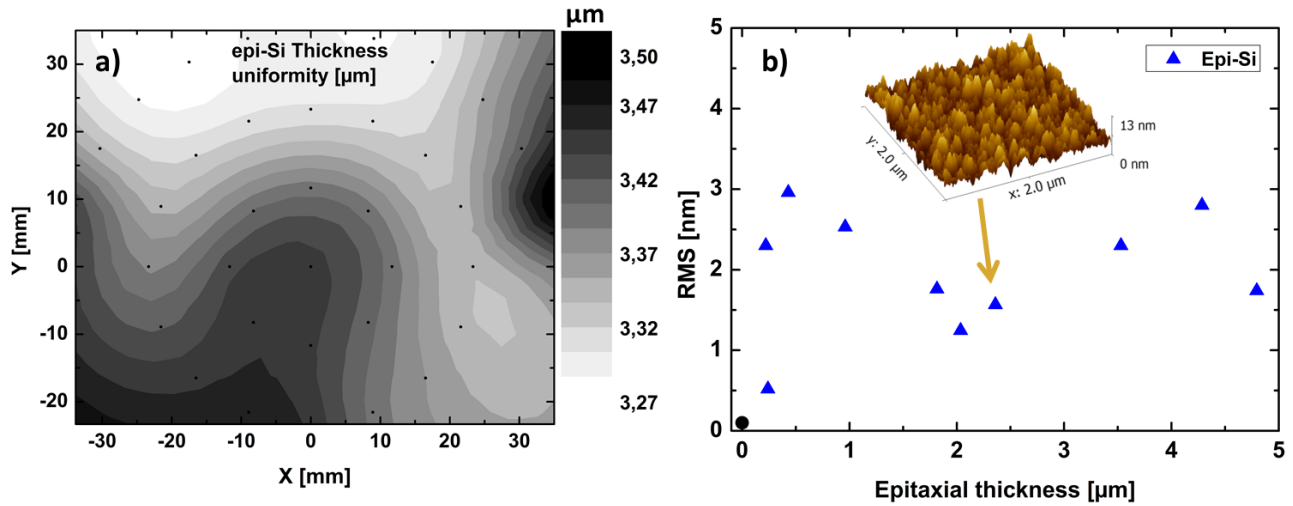 a)
epi-Si Thickness
uniformity [µm]
Y [mm]
30
20
10
0
-10
-20
-30 -20 -10 0 10 20 30
X [mm]
µm
3,50
3,47
3,42
3,37
3,32
3,27
b)
Epi-Si
RMS [nm]
5
4
3
2
1
0
13 nm
0 nm
y: 2.0 µm
x: 2.0 µm
0 1 2 3 4 5
Epitaxial thickness [µm]